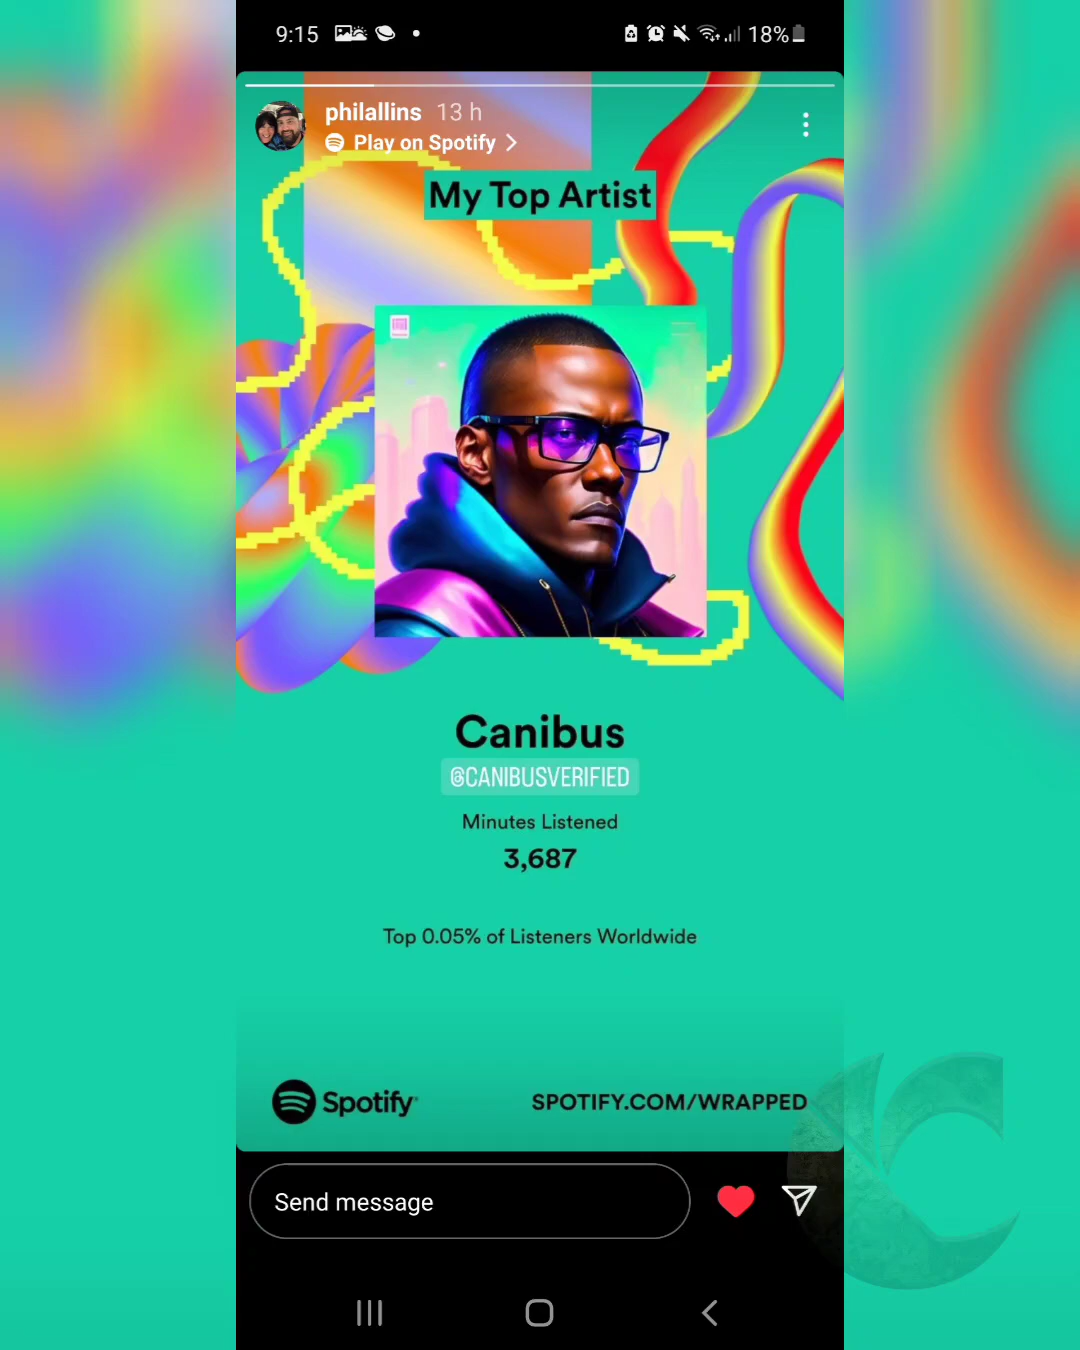 9:15
18%
philallins 13 h
Play on Spotify
My Top Artist
Canibus
@CANIBUSVERIFIED
Minutes Listened
3,687
Top 0.05% of Listeners Worldwide
Spotify
SPOTIFY.COM/WRAPPED
Send message